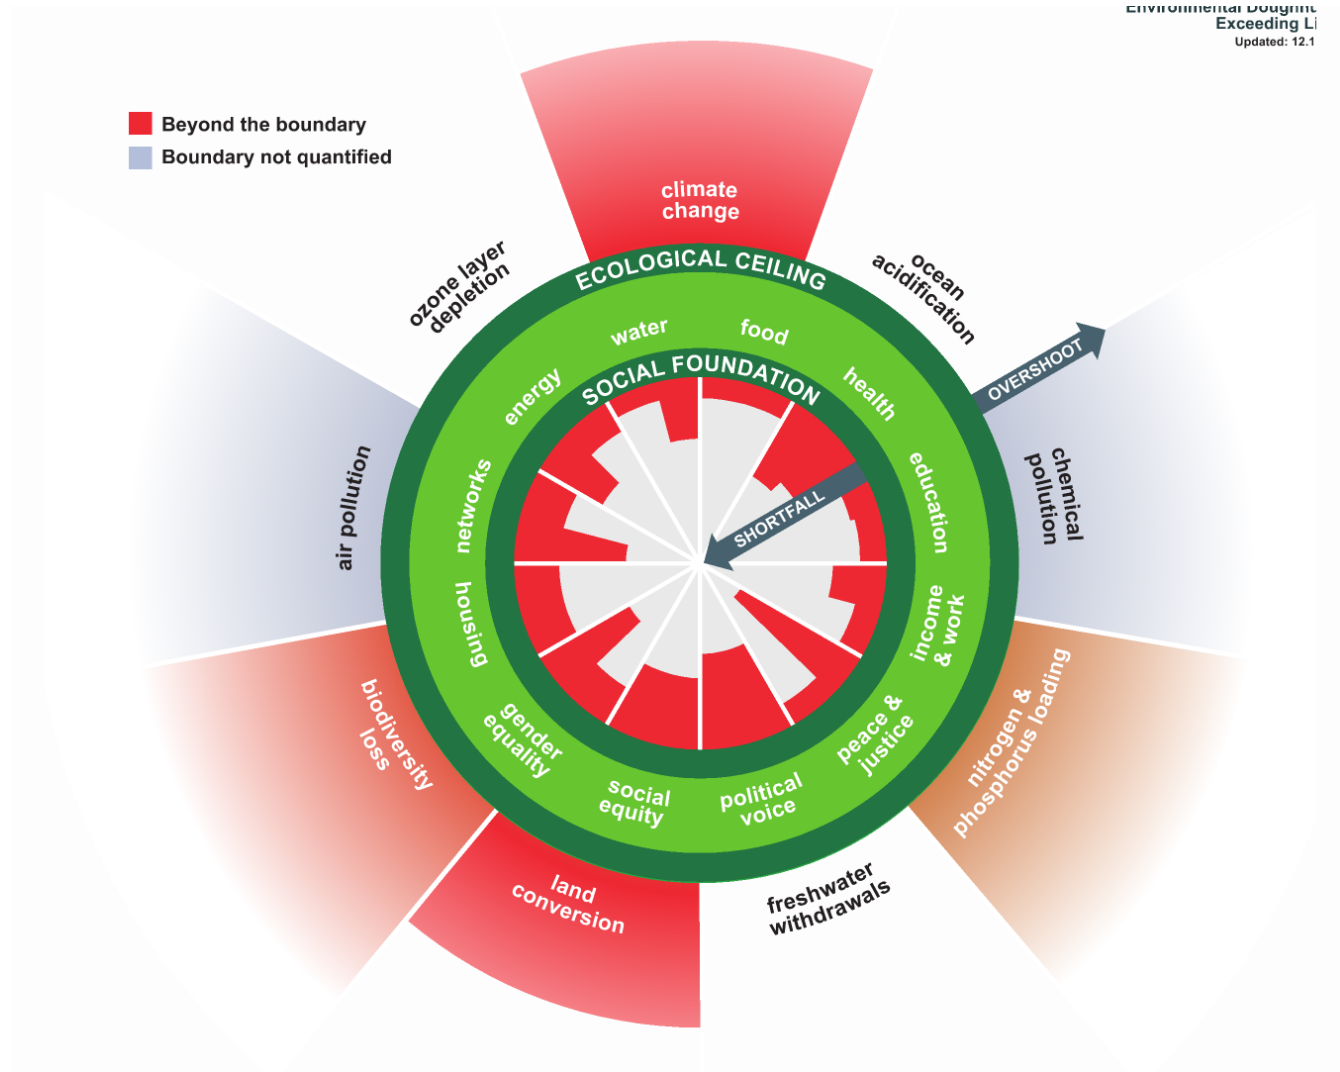 Environmental Doughnut
Exceeding Li
Updated: 12.1
Beyond the boundary
Boundary not quantified
climate
change
ozone layer
depletion
ocean
acidification
ECOLOGICAL CEILING
water
food
energy
health
SOCIAL FOUNDATION
OVERSHOOT
networks
education
air pollution
chemical
pollution
SHORTFALL
housing
income
& work
biodiversity
loss
nitrogen &
phosphorus loading
gender
equality
peace &
justice
social
equity
political
voice
land
conversion
freshwater
withdrawals